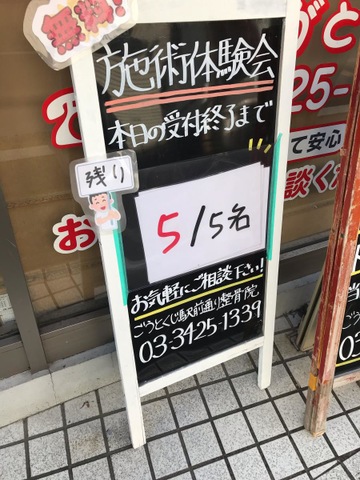 無料!
施術体験会
本日の受付終了まで
残り
5/5名
お気軽にご相談下さい!
ごうとくじ駅前通り整骨院
03-3425-1339